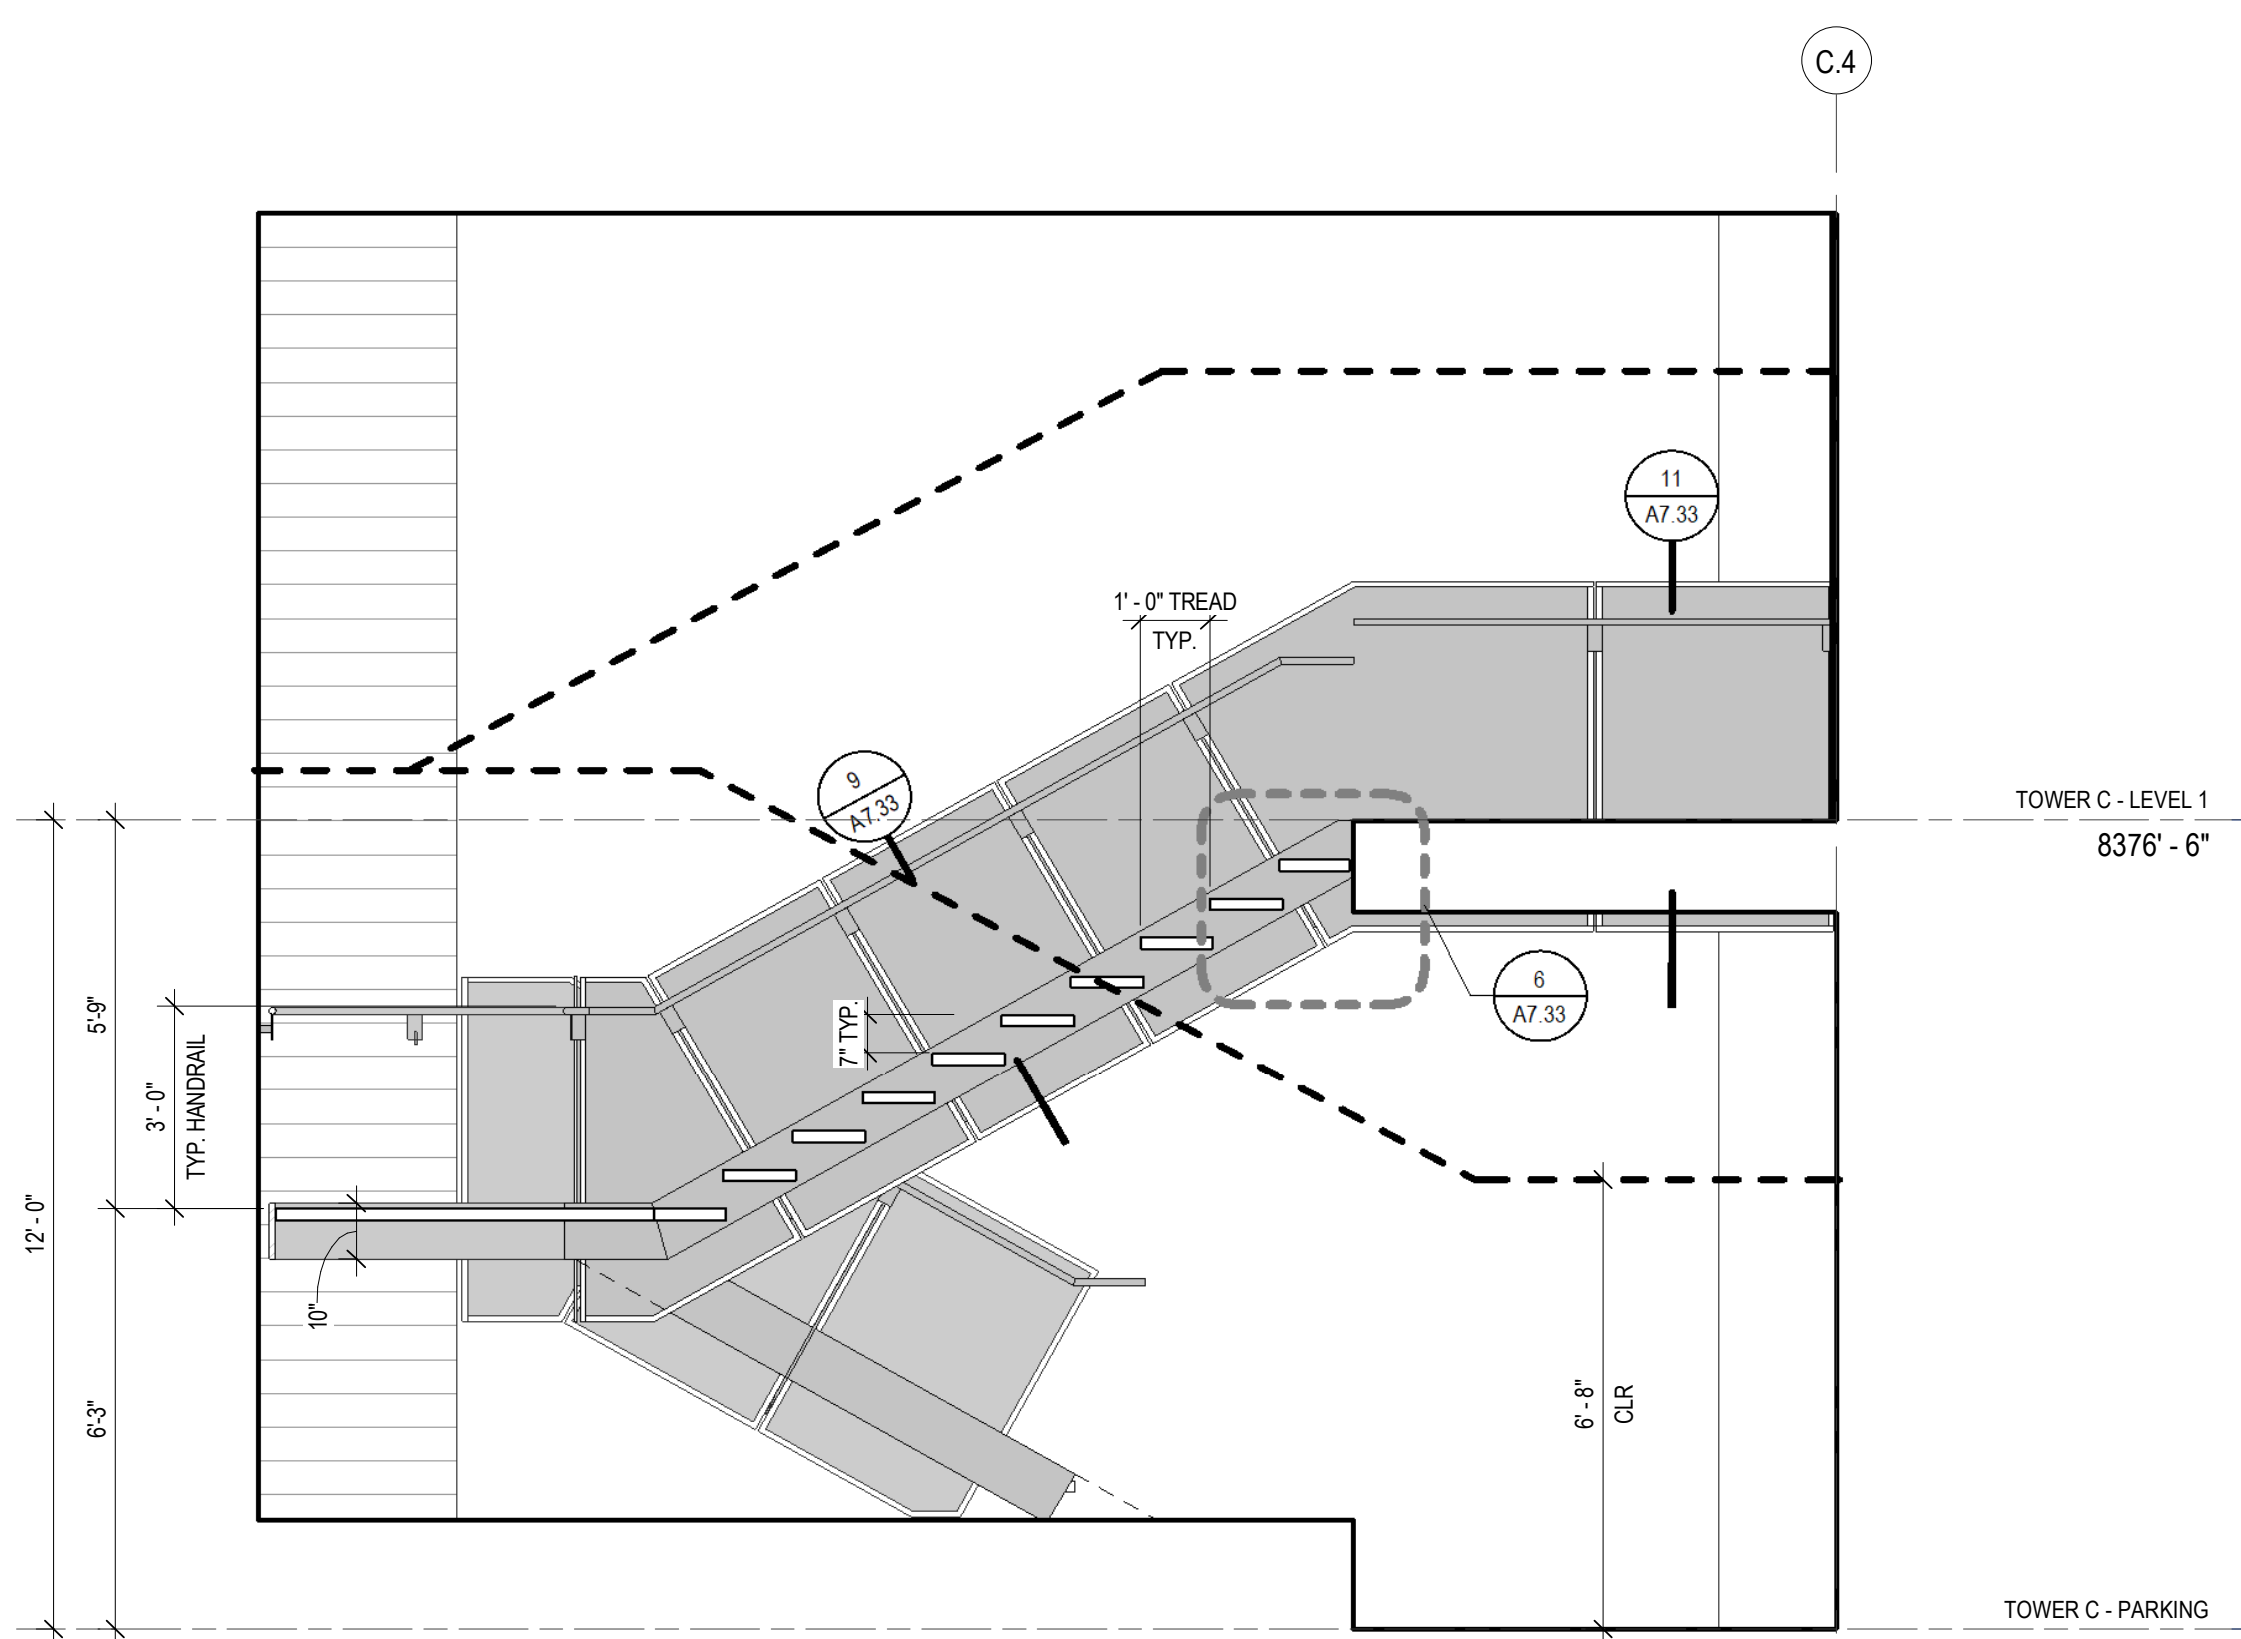 C.4
11
A7.33
1' - 0" TREAD
TYP.
9
A7.33
TOWER C - LEVEL 1
8376' - 6"
5'-9"
7" TYP.
6
A7.33
3' - 0"
TYP. HANDRAIL
12' - 0"
10"
6'-3"
6' - 8"
CLR
TOWER C - PARKING